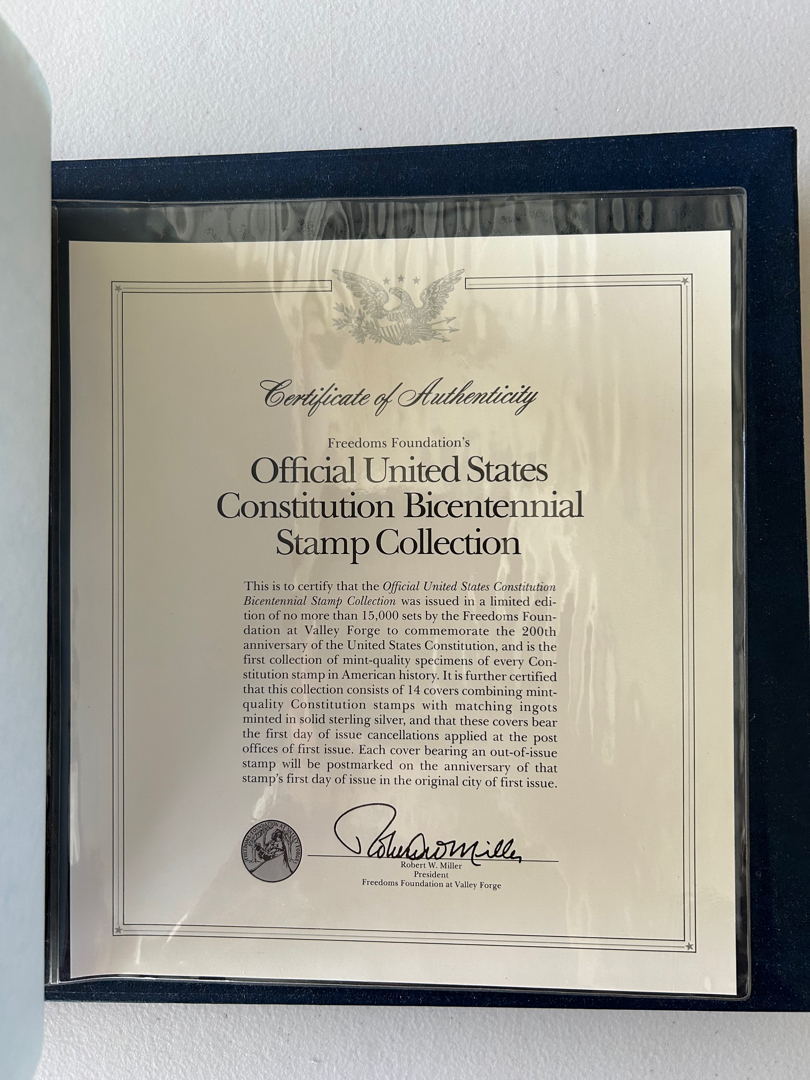 Certificate of Authenticity
Freedoms Foundation's
Official United States
Constitution Bicentennial
Stamp Collection
This is to certify that the Official United States Constitution
Bicentennial Stamp Collection was issued in a limited edi-
tion of no more than 15,000 sets by the Freedoms Foun-
dation at Valley Forge to commemorate the 200th
anniversary of the United States Constitution, and is the
first collection of mint-quality specimens of every Con-
stitution stamp in American history. It is further certified
that this collection consists of 14 covers combining mint-
quality Constitution stamps with matching ingots
minted in solid sterling silver, and that these covers bear
the first day of issue cancellations applied at the post
offices of first issue. Each cover bearing an out-of-issue
stamp will be postmarked on the anniversary of that
stamp's first day of issue in the original city of first issue.
Robert W. Miller
Robert W. Miller
President
Freedoms Foundation at Valley Forge